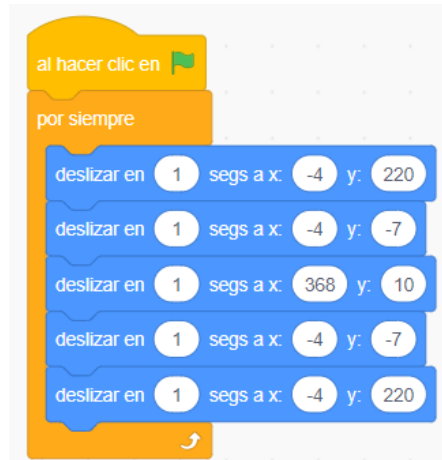 al hacer clic en
por siempre
deslizar en 1 segs a x: -4 y: 220
deslizar en 1 segs a x: -4 y: -7
deslizar en 1 segs a x: 368 y: 10
deslizar en 1 segs a x: -4 y: -7
deslizar en 1 segs a x: -4 y: 220